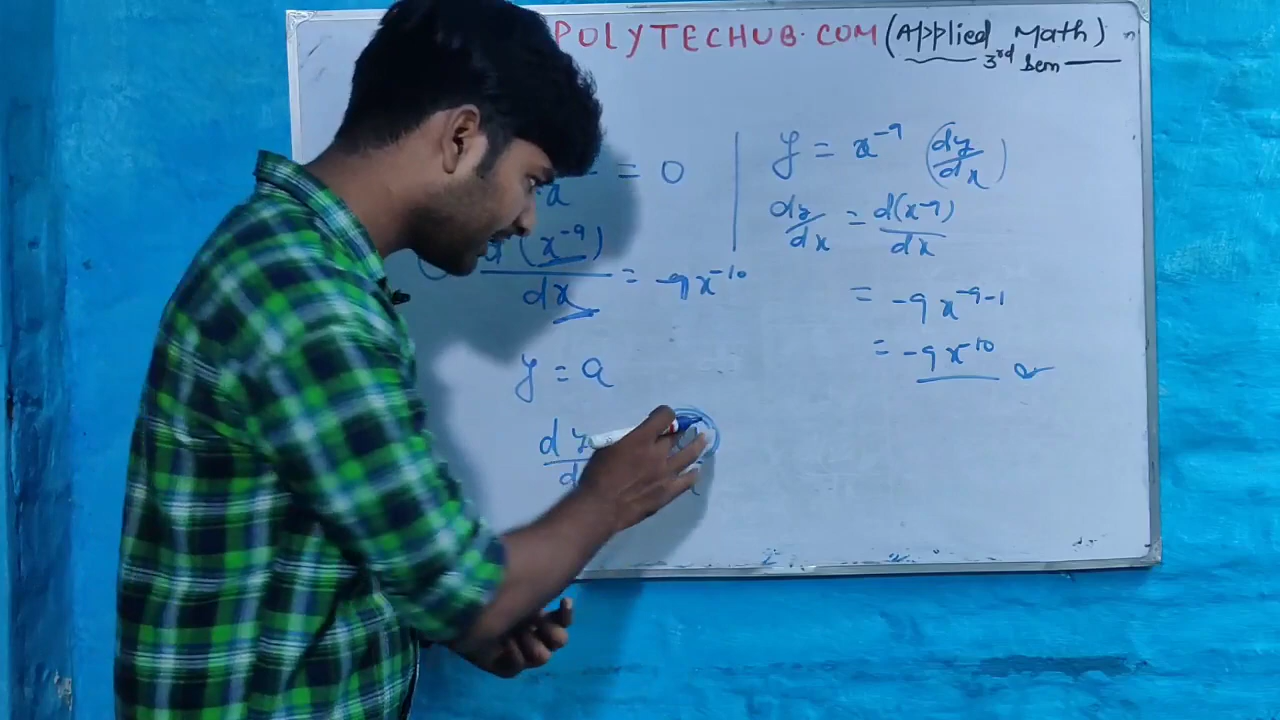 POLYTECHUB.COM (Applied Math)
3rd Sem
= 0
d(x⁻⁹)/dx = -9x⁻¹⁰
y = a
dy
y = x⁻⁹ (dy/dx)
dy/dx = d(x⁻⁹)/dx
= -9x⁻⁹⁻¹
= -9x⁻¹⁰